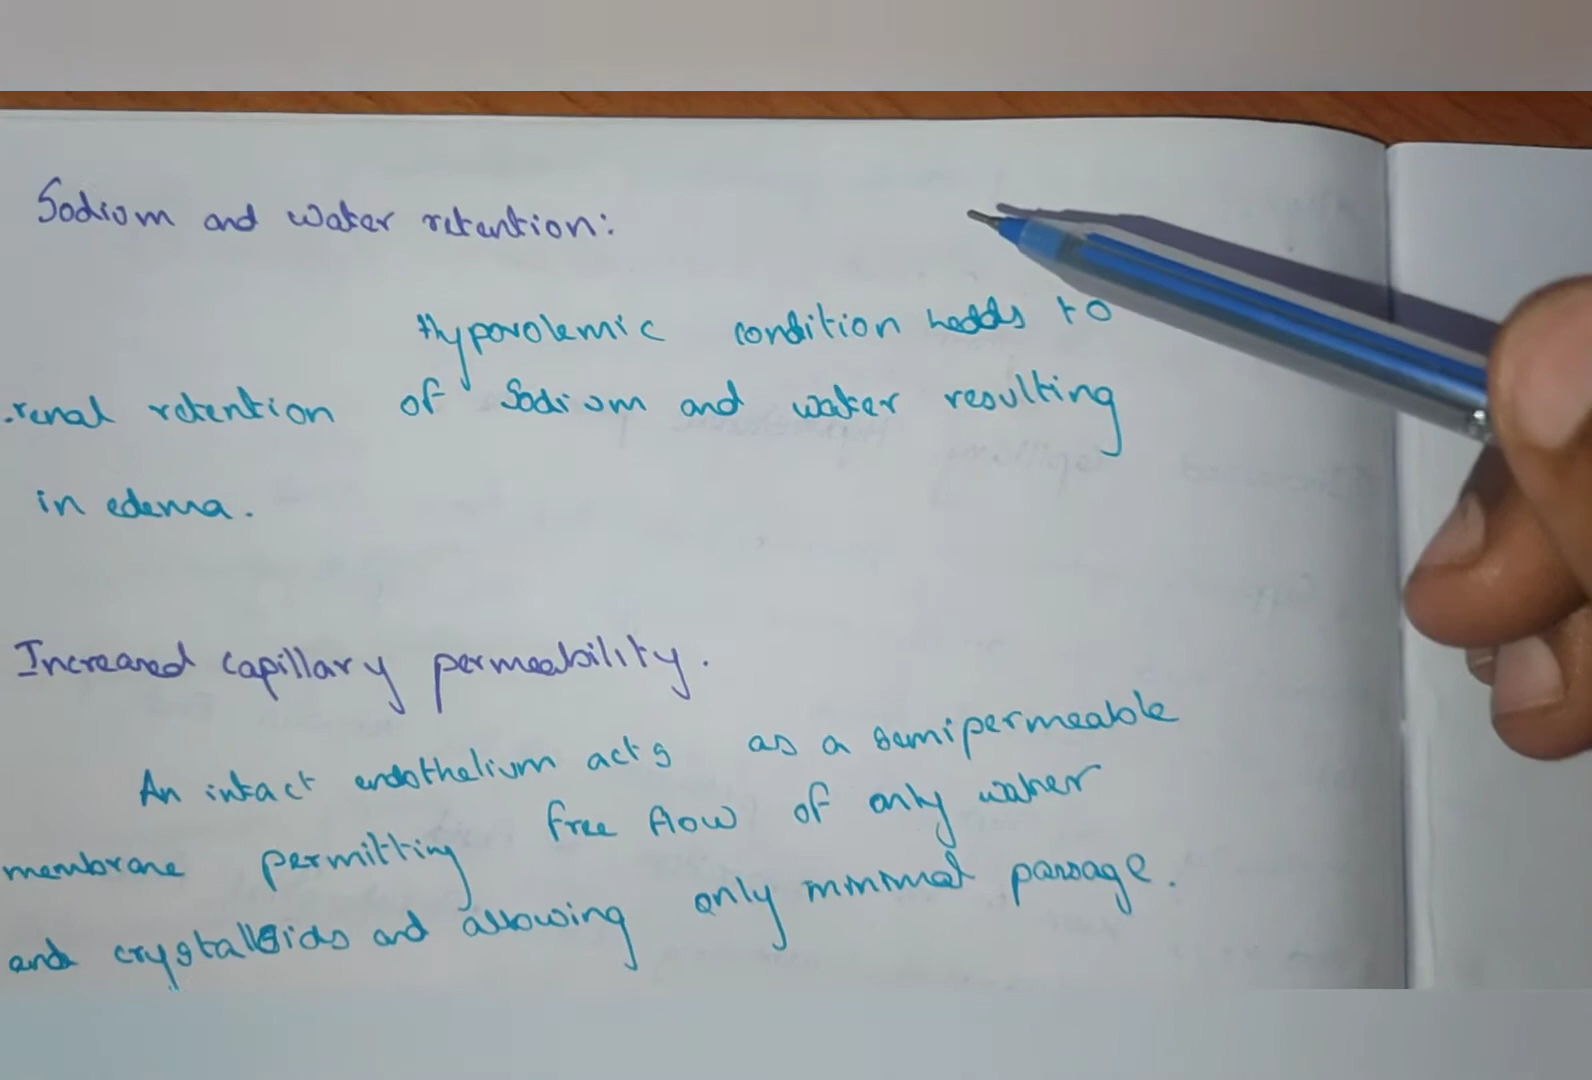 Sodium and water retention:
Hypovolemic condition leads to
renal retention of Sodium and water resulting
in edema.
Increased capillary permeability.
An intact endothelium acts as a semipermeable
membrane permitting free flow of only water
and crystalloids and allowing only minimal passage.